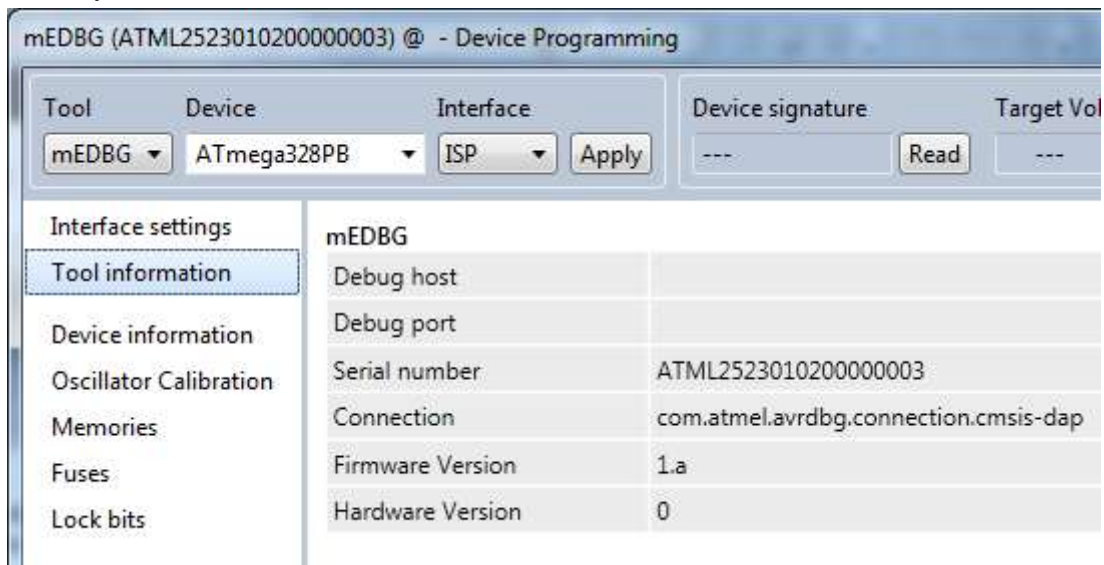 mEDBG (ATML2523010200000003) @  - Device Programming
Tool Device Interface Device signature Target Vol
mEDBG ATmega328PB ISP Apply --- Read ---
Interface settings
Tool information
Device information
Oscillator Calibration
Memories
Fuses
Lock bits
mEDBG
Debug host
Debug port
Serial number ATML2523010200000003
Connection com.atmel.avrdbg.connection.cmsis-dap
Firmware Version 1.a
Hardware Version 0